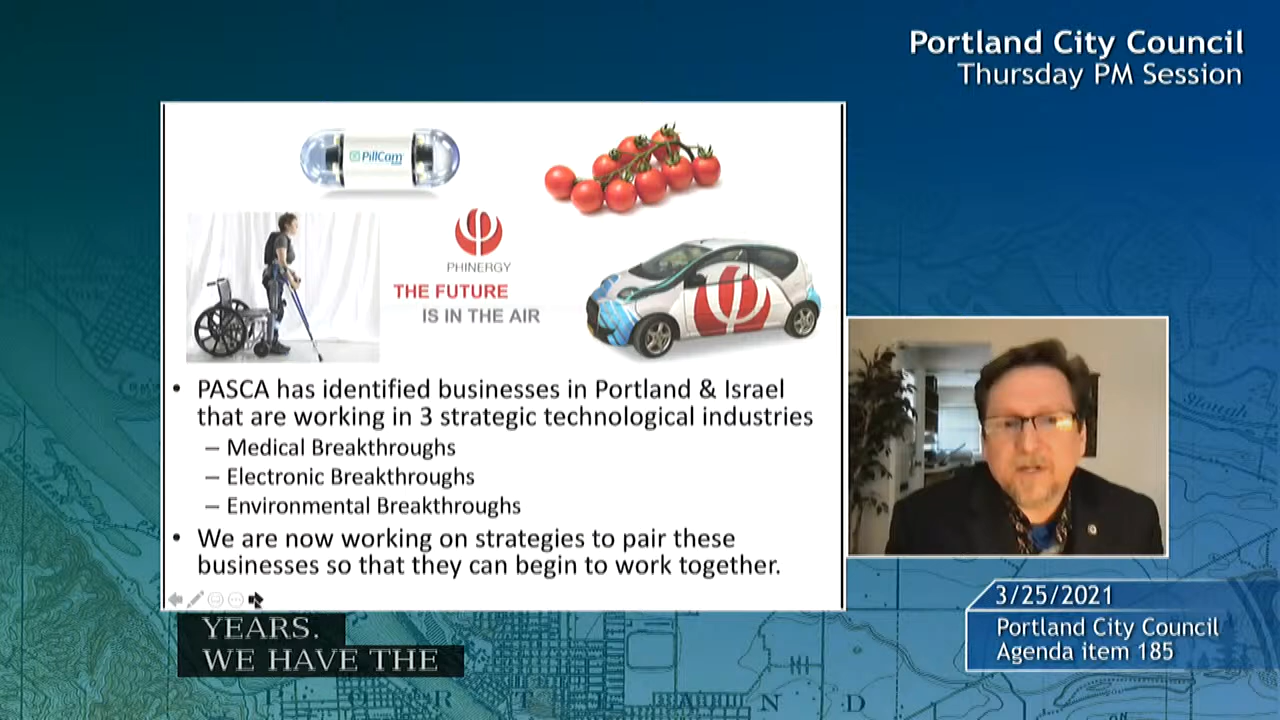 Portland City Council
Thursday PM Session
PillCam
PHINERGY
THE FUTURE
IS IN THE AIR
• PASCA has identified businesses in Portland & Israel
that are working in 3 strategic technological industries
– Medical Breakthroughs
– Electronic Breakthroughs
– Environmental Breakthroughs
• We are now working on strategies to pair these
businesses so that they can begin to work together.
YEARS.
WE HAVE THE
3/25/2021
Portland City Council
Agenda item 185
Slough